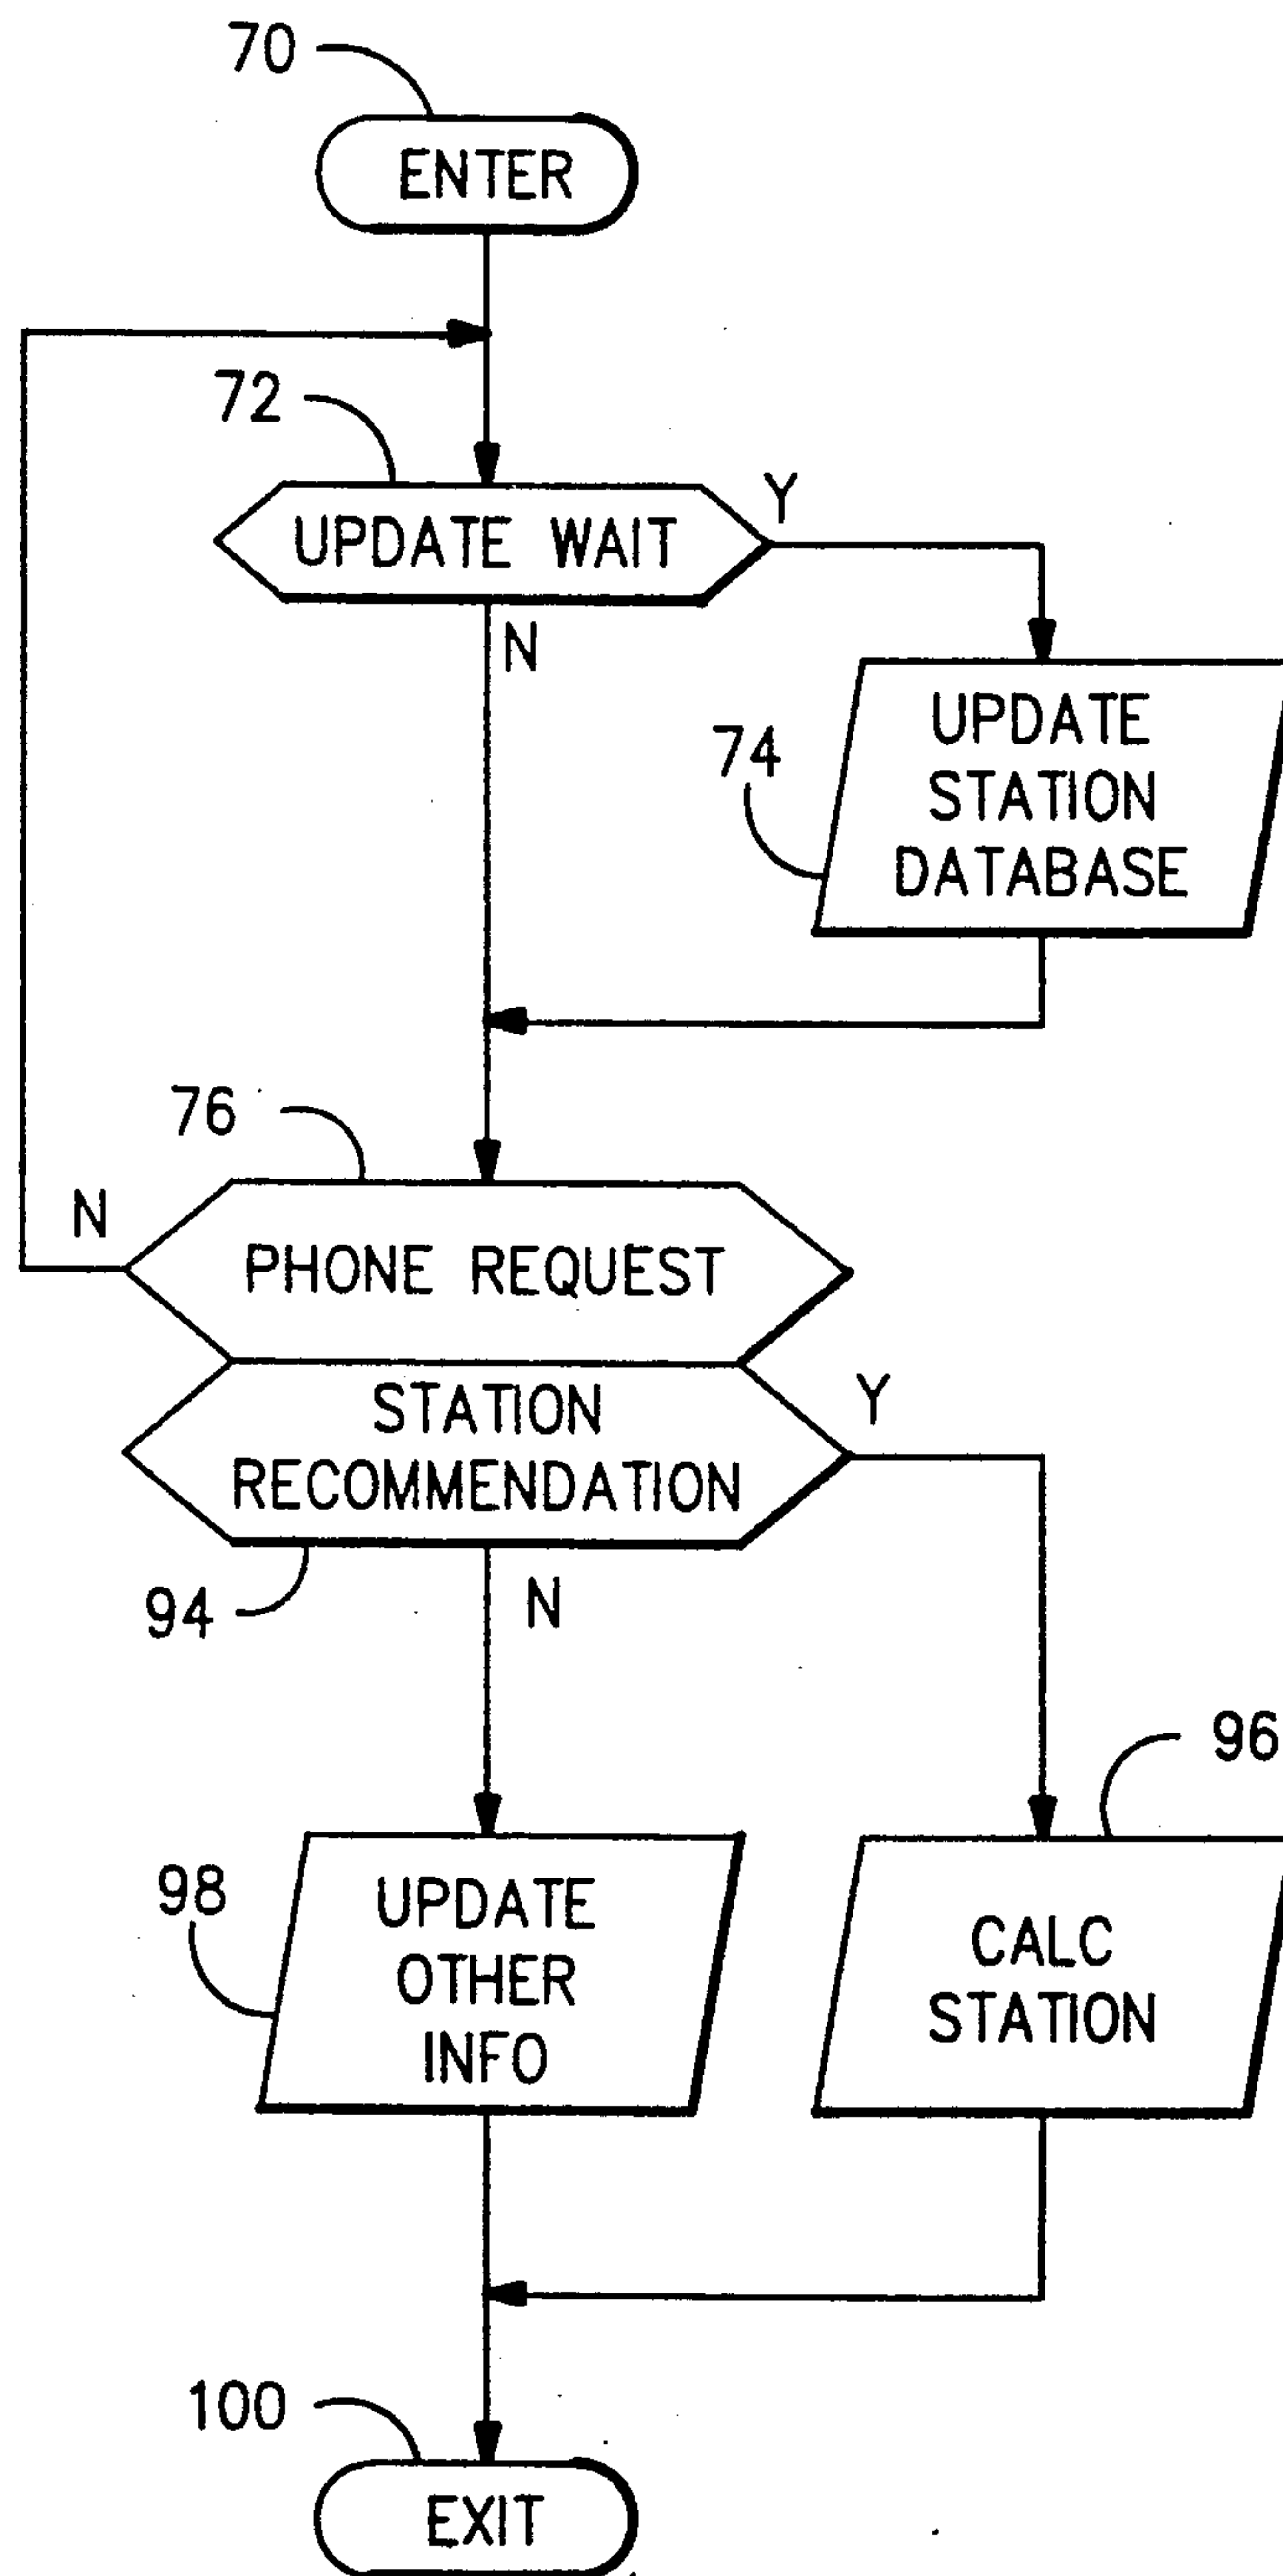 70
ENTER
72
UPDATE WAIT
Y
N
74
UPDATE
STATION
DATABASE
76
N
PHONE REQUEST
STATION
RECOMMENDATION
Y
94
N
96
98
UPDATE
OTHER
INFO
CALC
STATION
100
EXIT